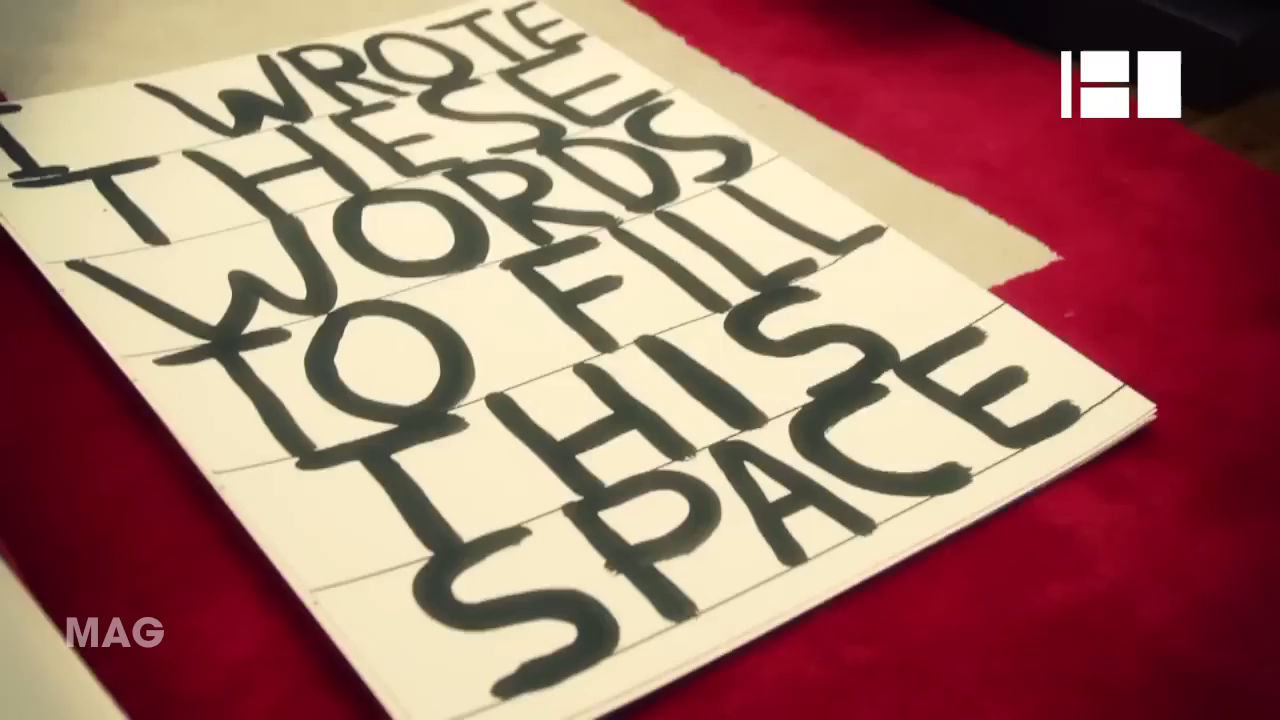 I WROTE
THESE
WORDS
TO FILL
THIS
SPACE
MAG